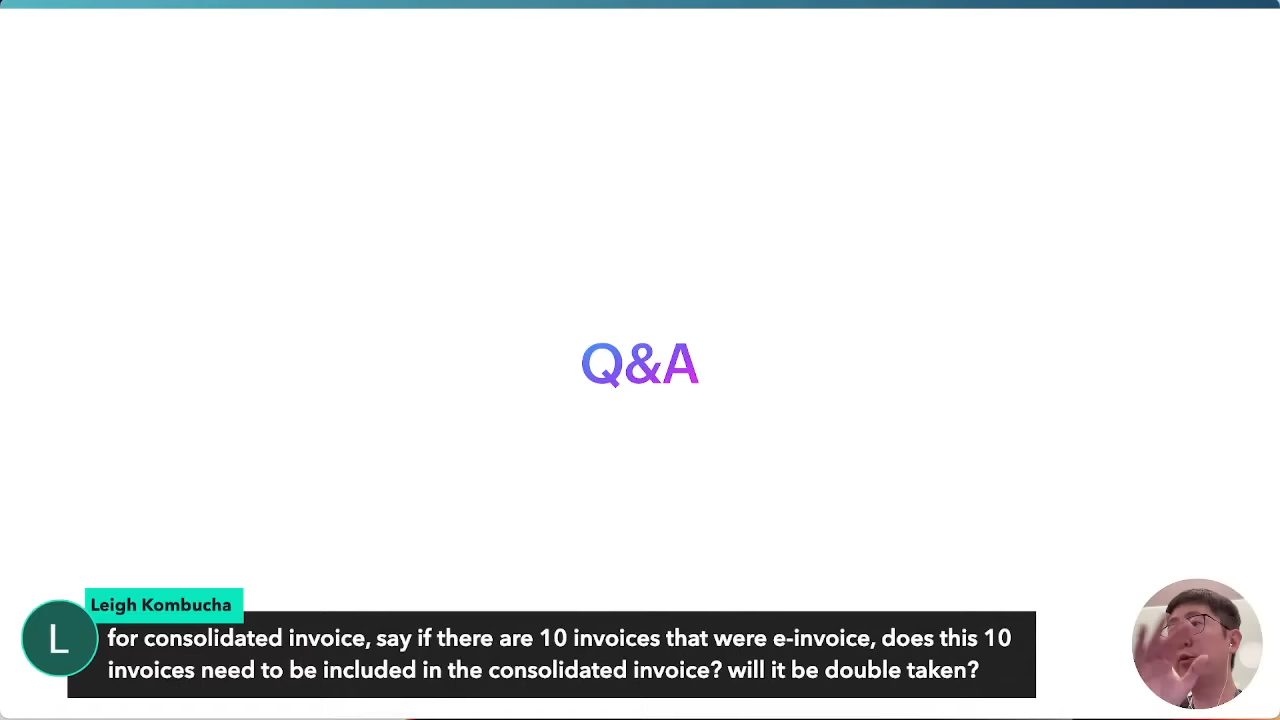 Q&A
Leigh Kombucha
L
for consolidated invoice, say if there are 10 invoices that were e-invoice, does this 10
invoices need to be included in the consolidated invoice? will it be double taken?